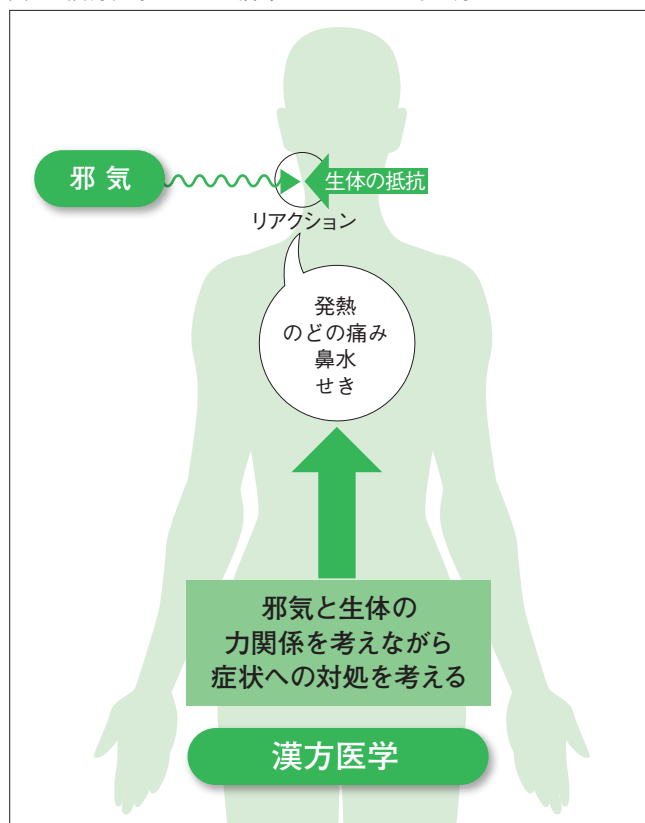 邪気
生体の抵抗
リアクション
発熱
のどの痛み
鼻水
せき
邪気と生体の
力関係を考えながら
症状への対処を考える
漢方医学